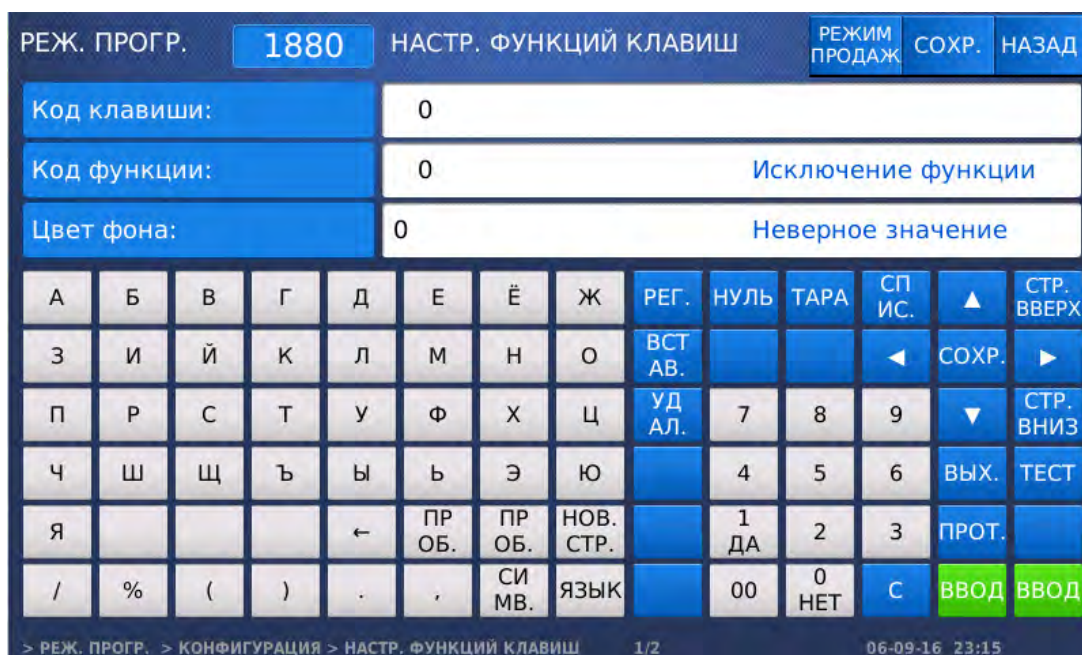 РЕЖ. ПРОГР. 1880 НАСТР. ФУНКЦИЙ КЛАВИШ РЕЖИМ ПРОДАЖ СОХР. НАЗАД
Код клавиши: 0
Код функции: 0 Исключение функции
Цвет фона: 0 Неверное значение
А Б В Г Д Е Ё Ж РЕГ. НУЛЬ ТАРА СП ИС. ▲ СТР. ВВЕРХ
З И Й К Л М Н О ВСТ АВ. ◀ СОХР. ▶
П Р С Т У Ф Х Ц УД АЛ. 7 8 9 ▼ СТР. ВНИЗ
Ч Ш Щ Ъ Ы Ь Э Ю 4 5 6 ВЫХ. ТЕСТ
Я ← ПР ОБ. ПР ОБ. НОВ. СТР. 1 ДА 2 3 ПРОТ.
/ % ( ) . , СИ МВ. ЯЗЫК 00 0 НЕТ С ВВОД ВВОД
> РЕЖ. ПРОГР. > КОНФИГУРАЦИЯ > НАСТР. ФУНКЦИЙ КЛАВИШ 1/2 06-09-16 23:15